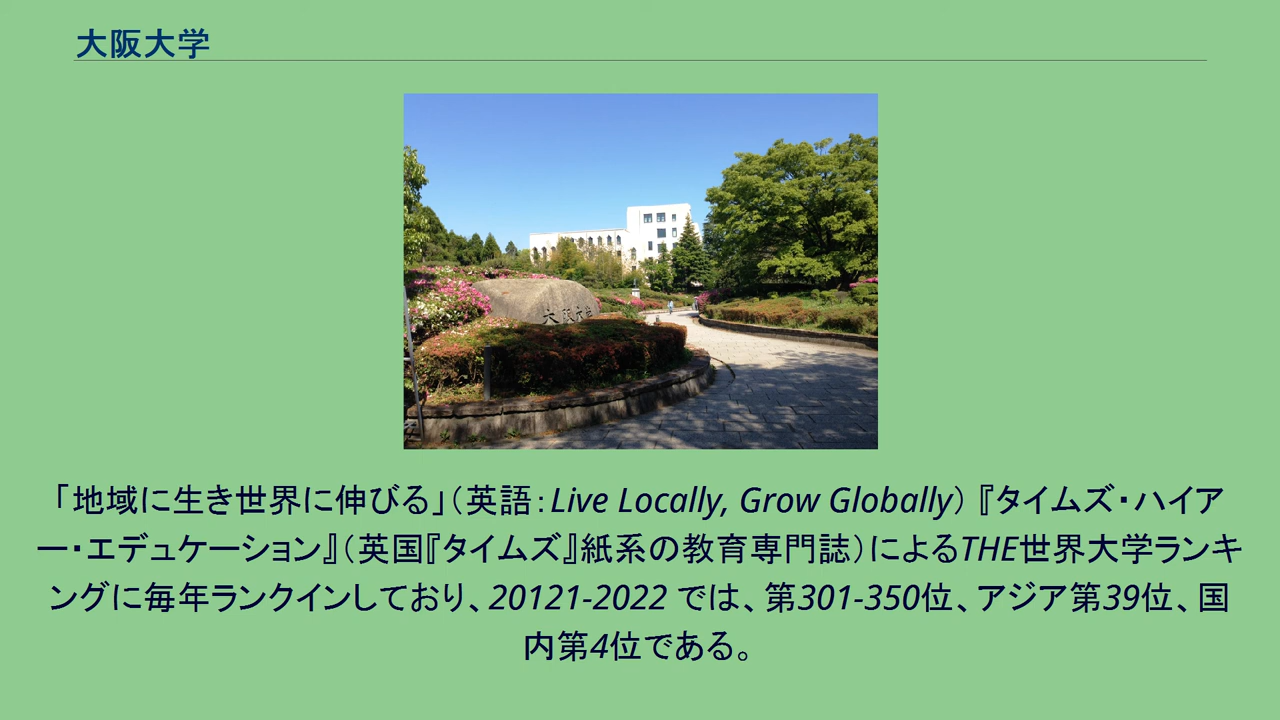 大阪大学
大阪大学
「地域に生き世界に伸びる」（英語：Live Locally, Grow Globally）『タイムズ・ハイア
ー・エデュケーション』（英国『タイムズ』紙系の教育専門誌）によるTHE世界大学ランキ
ングに毎年ランクインしており、20121-2022 では、第301-350位、アジア第39位、国
内第4位である。